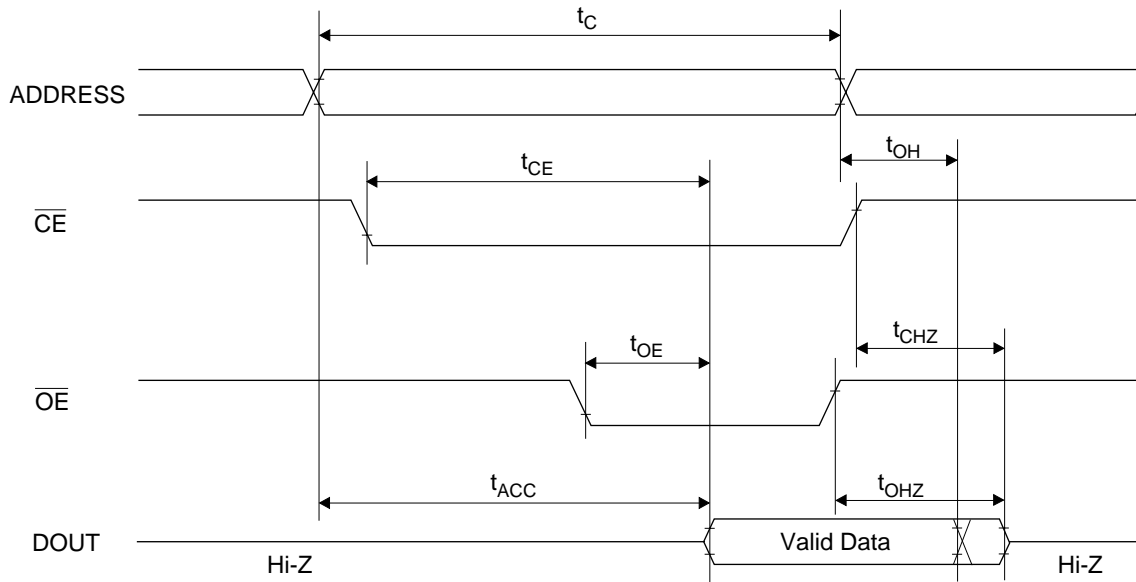 tC
ADDRESS
tOH
tCE
CE
tCHZ
tOE
OE
tACC
tOHZ
DOUT
Valid Data
Hi-Z
Hi-Z